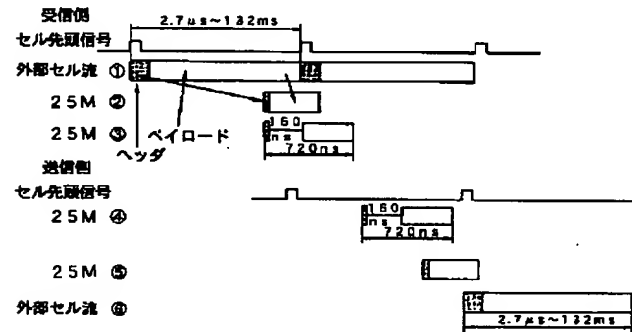 受信側
2.7μs~132ms
セル先頭信号
外部セル流 ①
25M ②
25M ③
160
ns
ペイロード
ヘッダ
720ns
送信側
セル先頭信号
25M ④
160
ns
720ns
25M ⑤
外部セル流 ⑥
2.7μs~132ms